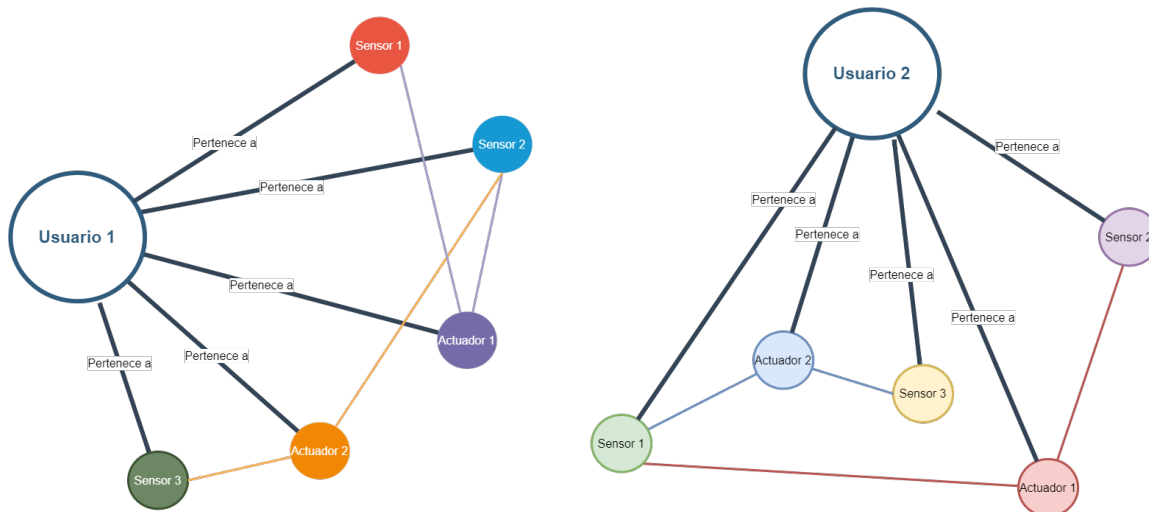 Sensor 1
Pertenece a
Sensor 2
Pertenece a
Usuario 1
Pertenece a
Actuador 1
Pertenece a
Pertenece a
Actuador 2
Sensor 3
Usuario 2
Pertenece a
Pertenece a
Pertenece a
Sensor 2
Pertenece a
Pertenece a
Actuador 2
Sensor 3
Sensor 1
Actuador 1